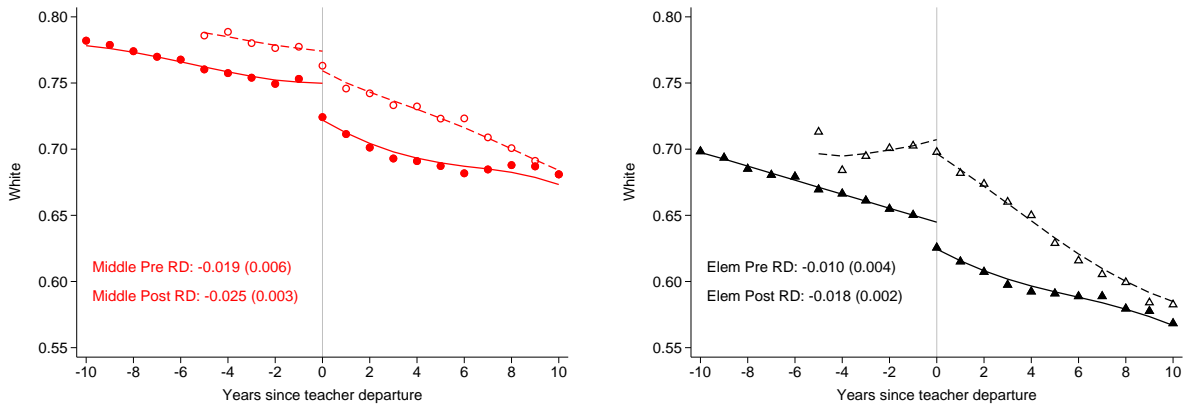 0.80
0.75
0.70
0.65
0.60
0.55
White
Middle Pre RD: -0.019 (0.006)
Middle Post RD: -0.025 (0.003)
-10 -8 -6 -4 -2 0 2 4 6 8 10
Years since teacher departure
0.80
0.75
0.70
0.65
0.60
0.55
White
Elem Pre RD: -0.010 (0.004)
Elem Post RD: -0.018 (0.002)
-10 -8 -6 -4 -2 0 2 4 6 8 10
Years since teacher departure